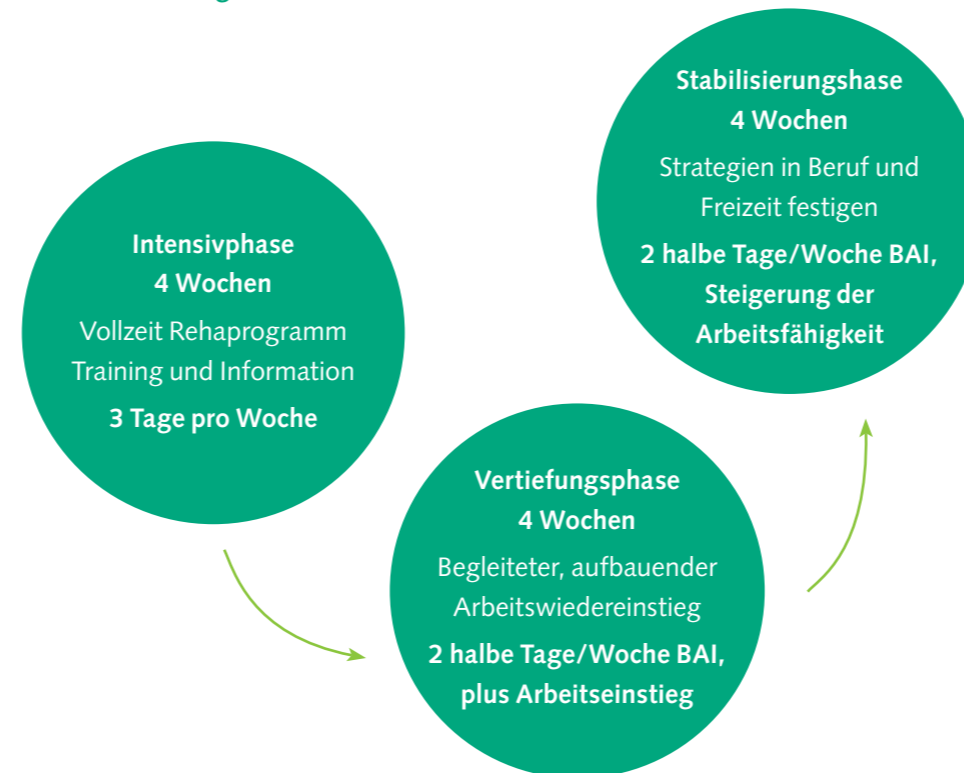 Intensivphase
4 Wochen
Vollzeit Rehaprogramm
Training und Information
3 Tage pro Woche
Vertiefungsphase
4 Wochen
Begleiteter, aufbauender
Arbeitswiedereinstieg
2 halbe Tage/Woche BAI,
plus Arbeitseinstieg
Stabilisierungshase
4 Wochen
Strategien in Beruf und
Freizeit festigen
2 halbe Tage/Woche BAI,
Steigerung der
Arbeitsfähigkeit